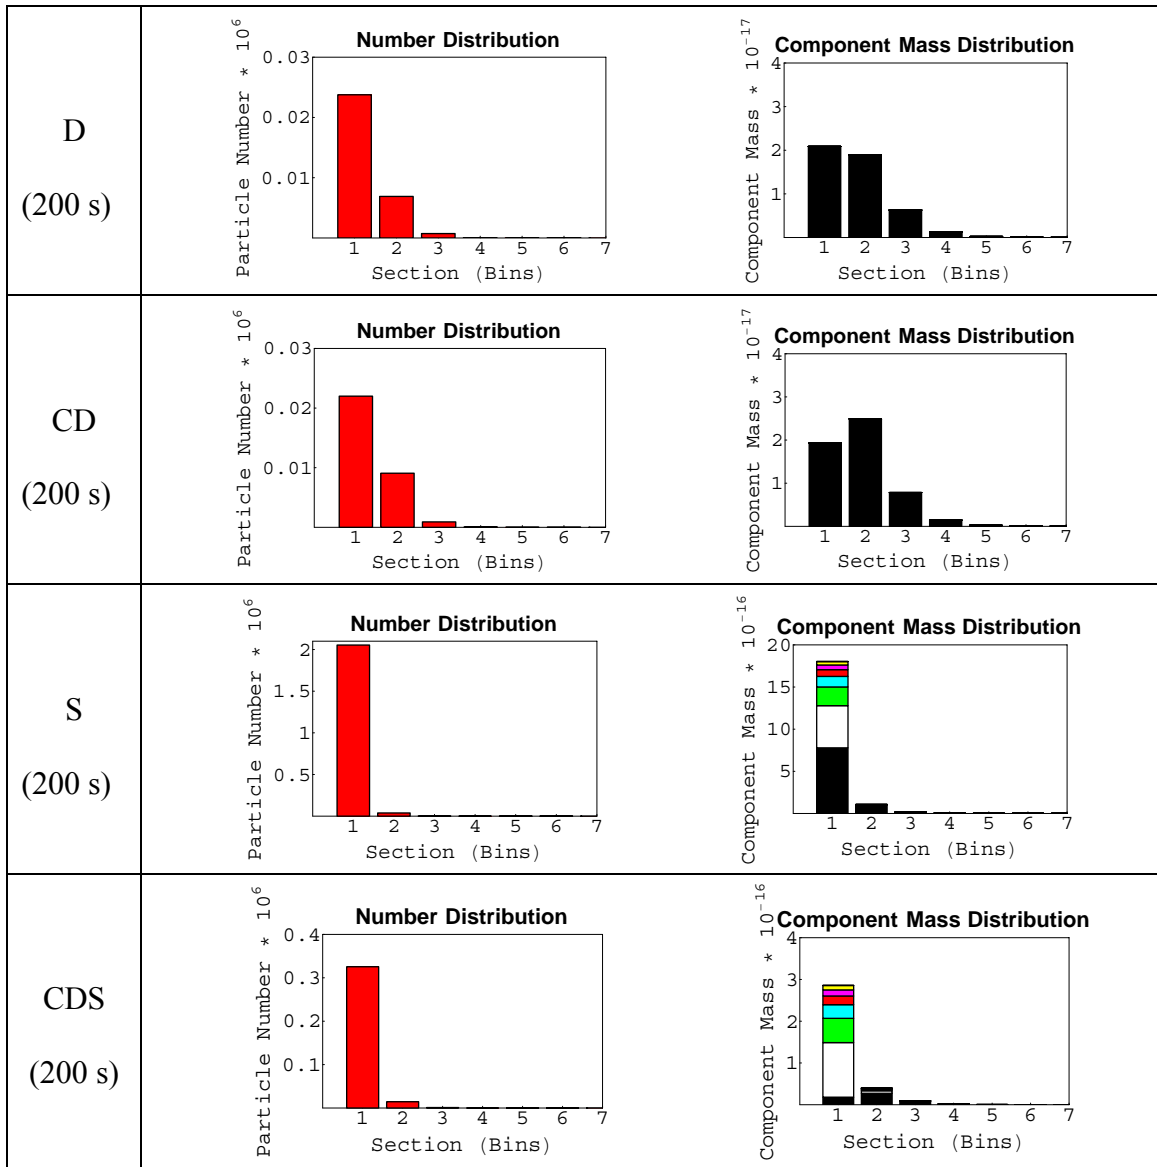 D
(200 s)
Number Distribution
Particle Number * 10⁶
0.03
0.02
0.01
1 2 3 4 5 6 7
Section (Bins)
Component Mass Distribution
Component Mass * 10⁻¹⁷
4
3
2
1
1 2 3 4 5 6 7
Section (Bins)
CD
(200 s)
Number Distribution
Particle Number * 10⁶
0.03
0.02
0.01
1 2 3 4 5 6 7
Section (Bins)
Component Mass Distribution
Component Mass * 10⁻¹⁷
4
3
2
1
1 2 3 4 5 6 7
Section (Bins)
S
(200 s)
Number Distribution
Particle Number * 10⁶
2
1.5
1
0.5
1 2 3 4 5 6 7
Section (Bins)
Component Mass Distribution
Component Mass * 10⁻¹⁶
20
15
10
5
1 2 3 4 5 6 7
Section (Bins)
CDS
(200 s)
Number Distribution
Particle Number * 10⁶
0.4
0.3
0.2
0.1
1 2 3 4 5 6 7
Section (Bins)
Component Mass Distribution
Component Mass * 10⁻¹⁶
4
3
2
1
1 2 3 4 5 6 7
Section (Bins)